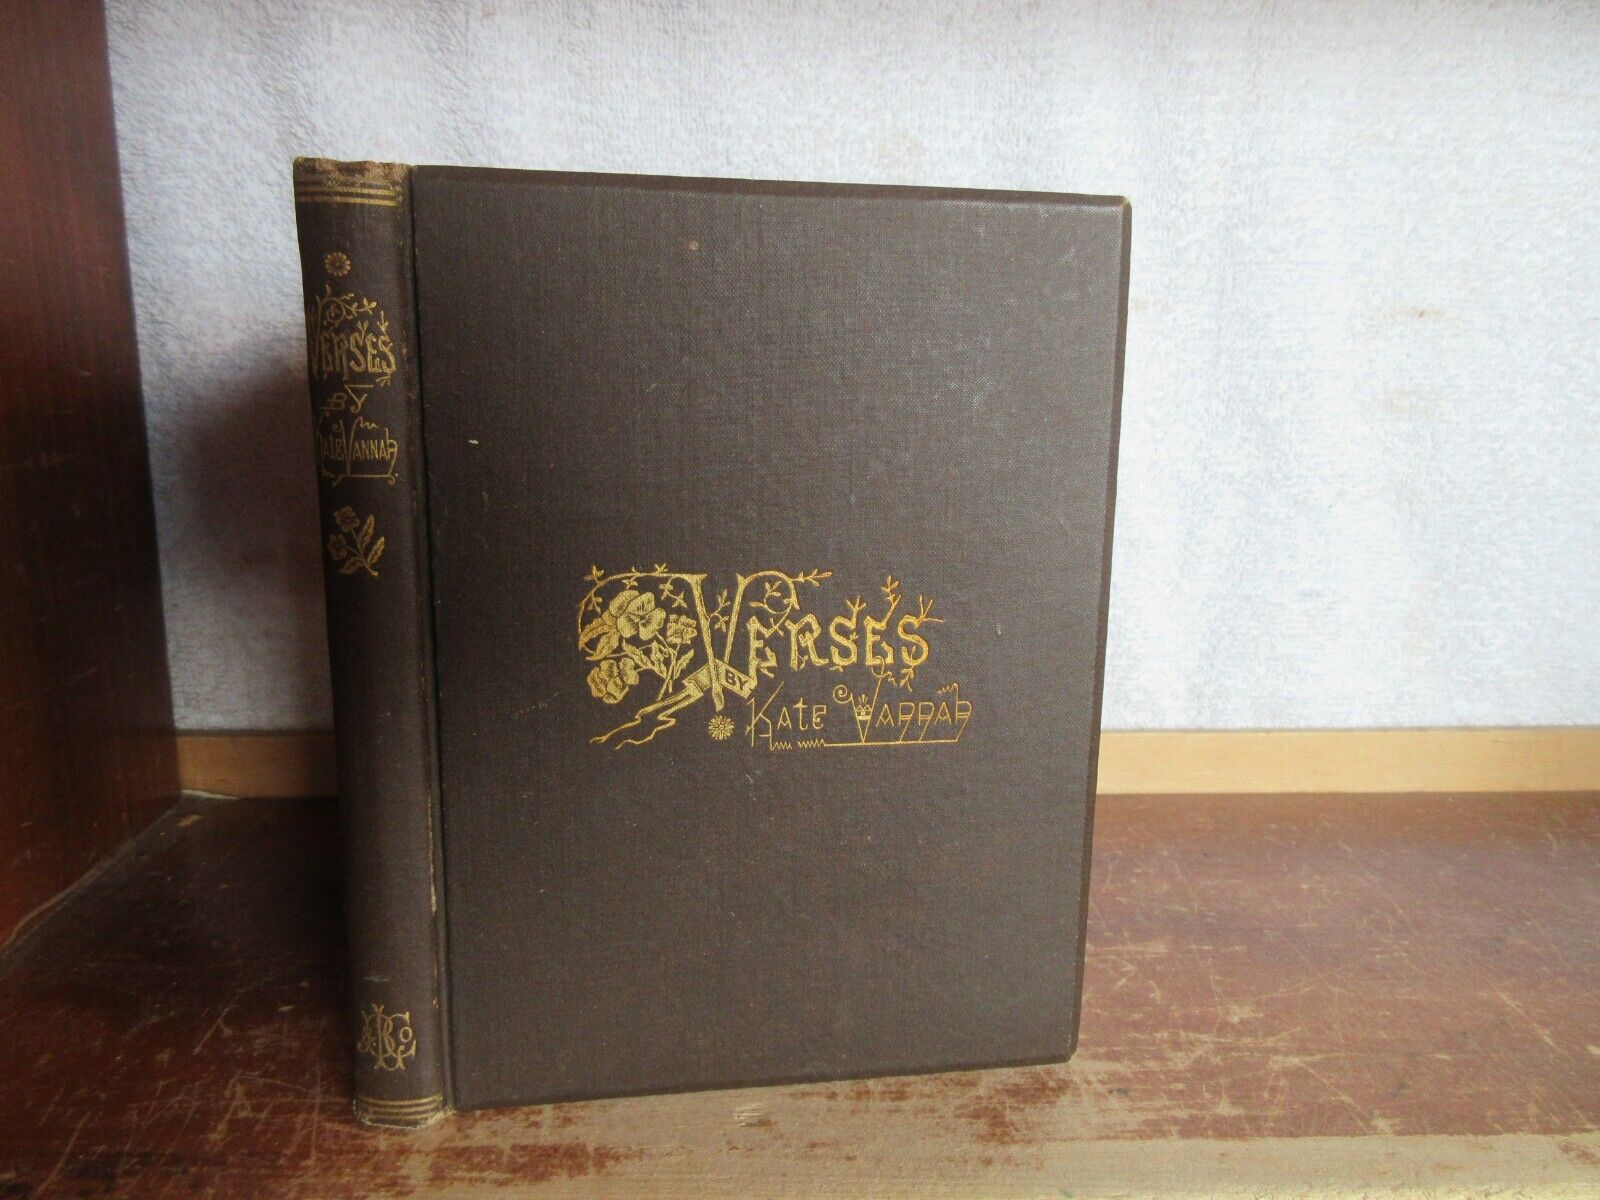 VERSES
BY
KATE VANNAH
VERSES
BY
KATE VANNAH